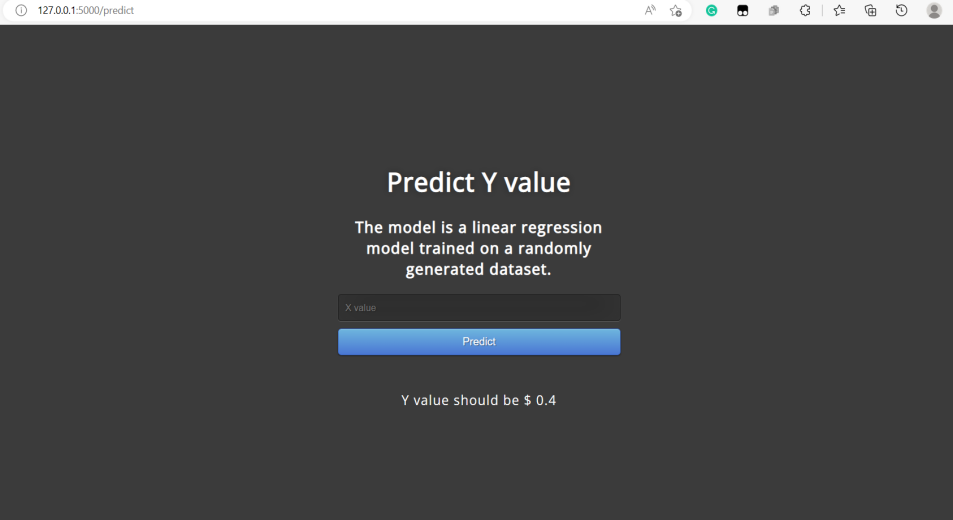 127.0.0.1:5000/predict
Predict Y value
The model is a linear regression
model trained on a randomly
generated dataset.
X value
Predict
Y value should be $ 0.4